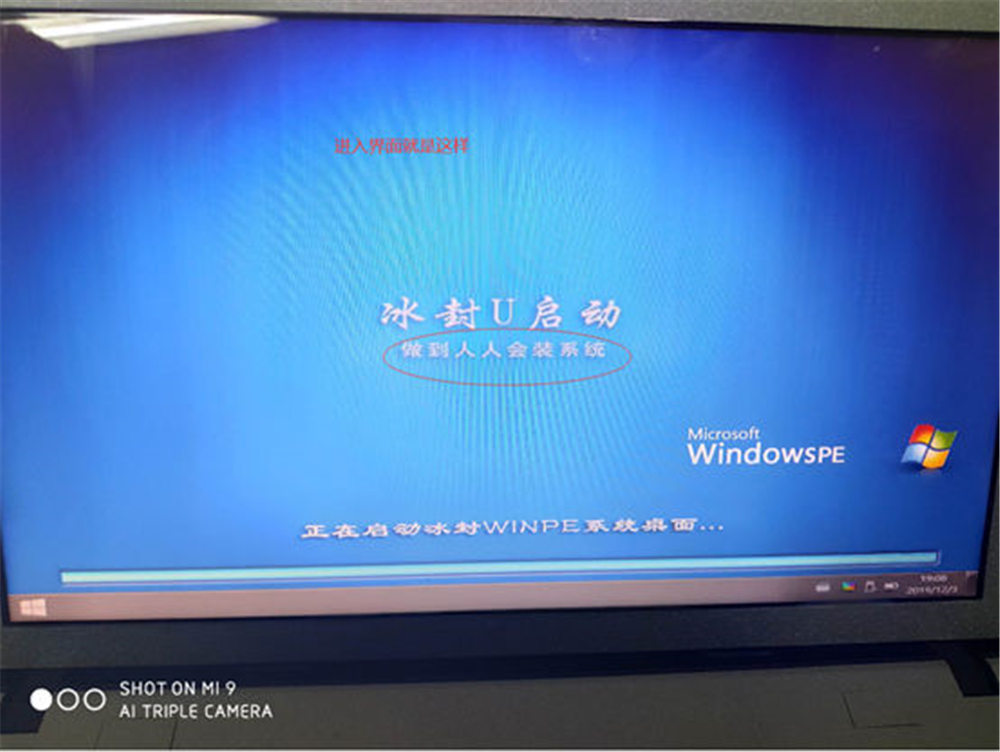 进入界面就是这样
冰封U启动
做到人人会装系统
Microsoft
WindowsPE
正在启动冰封WINPE系统桌面...
19:08
2019/12/3
SHOT ON MI 9
AI TRIPLE CAMERA